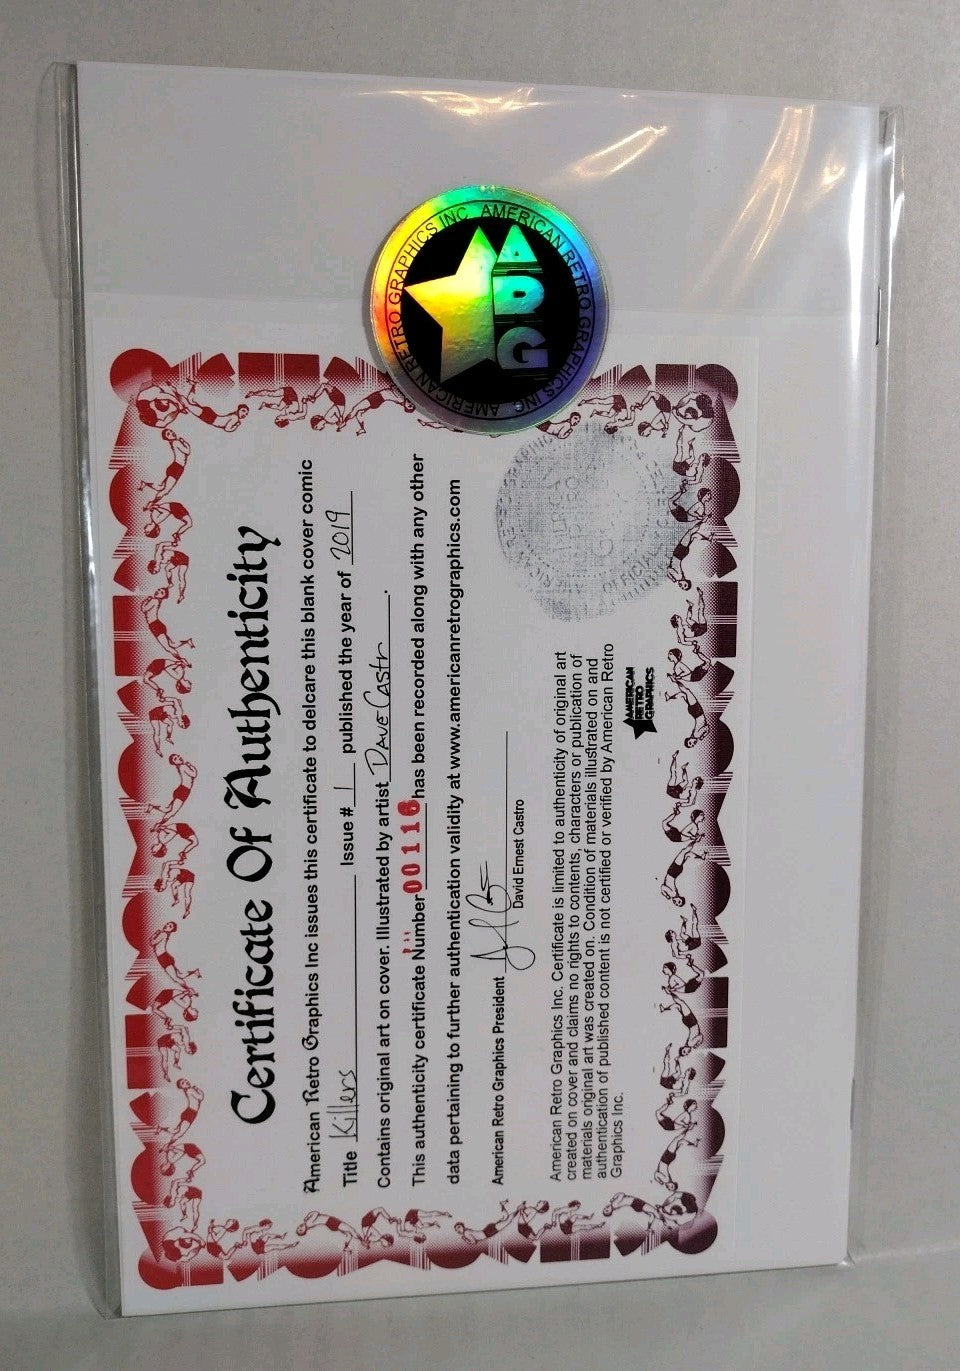 AMERICAN RETRO GRAPHICS INC. AMERICAN RETRO GRAPHICS INC.
ARG
Certificate Of Authenticity
American Retro Graphics Inc issues this certificate to delcare this blank cover comic
Title Killers Issue # 1 published the year of 2019
Contains original art on cover. Illustrated by artist Dave Castr.
This authenticity certificate Number 00116 has been recorded along with any other
data pertaining to further authentication validity at www.americanretrographics.com
American Retro Graphics President
David Ernest Castro
American Retro Graphics Inc. Certificate is limited to authenticity of original art
created on cover and claims no rights to contents, characters or publication of
materials original art was created on. Condition of materials illustrated on and
authentication of published content is not certified or verified by American Retro
Graphics Inc.
AMERICAN
RETRO
GRAPHICS